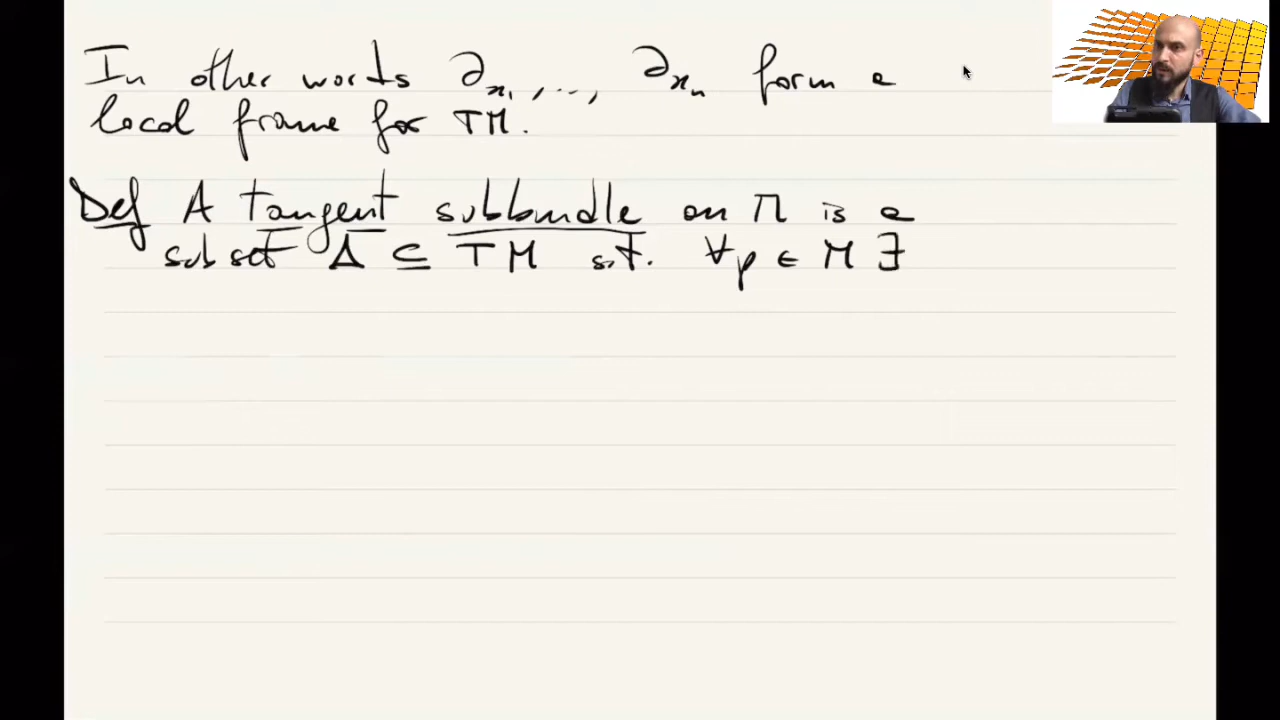 In other words ∂x₁, ..., ∂xₙ form a
local frame for TM.
Def A tangent subbundle on M is a
subset Δ ⊆ TM s.t. ∀p ∈ M ∃